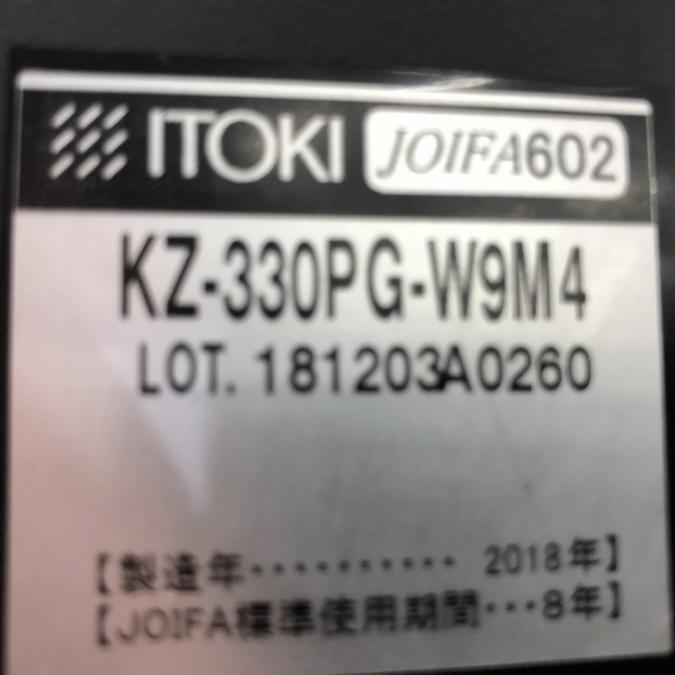 ITOKI JOIFA602
KZ-330PG-W9M4
LOT. 181203A0260
【製造年･･････････ 2018年】
【JOIFA標準使用期間･･･8年】